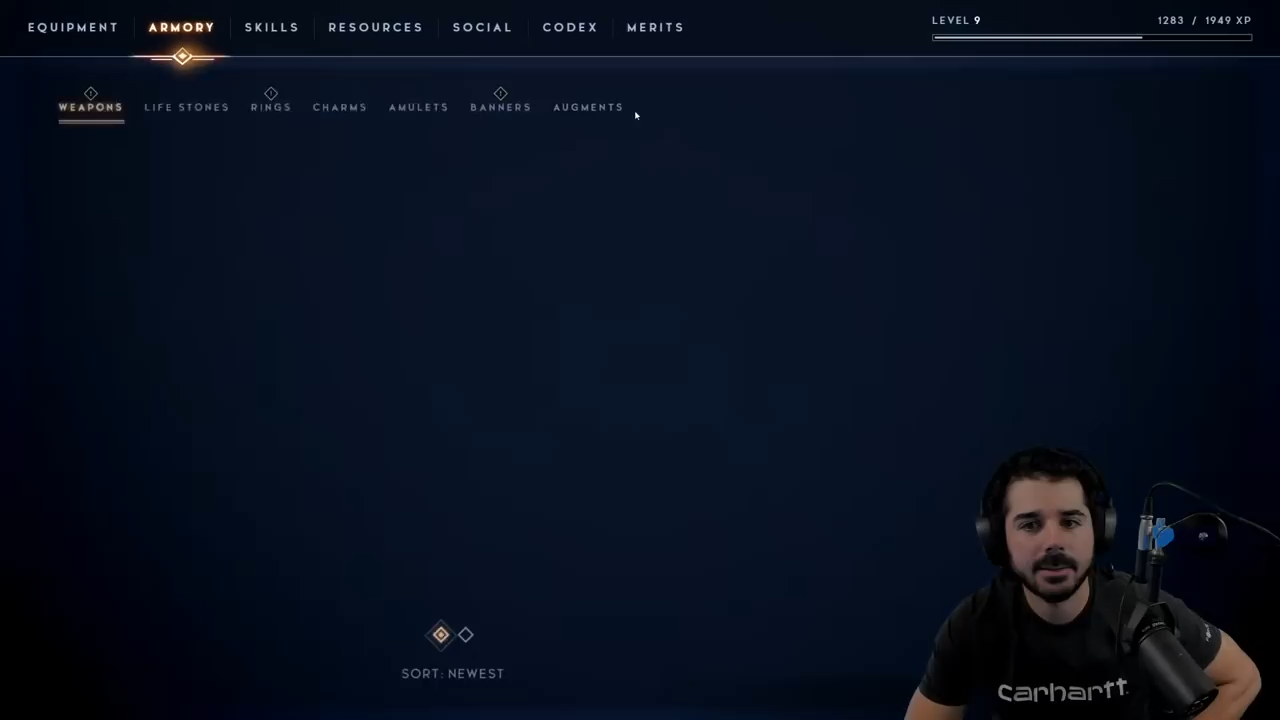 EQUIPMENT ARMORY SKILLS RESOURCES SOCIAL CODEX MERITS
LEVEL 9 1283 / 1949 XP
WEAPONS LIFE STONES RINGS CHARMS AMULETS BANNERS AUGMENTS
SORT: NEWEST
carhartt